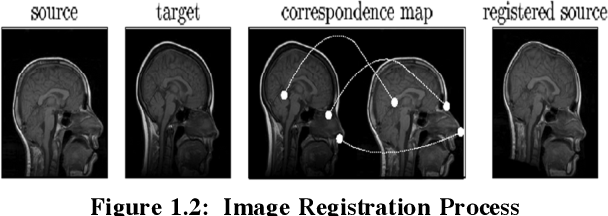 source target correspondence map registered source
Figure 1.2: Image Registration Process